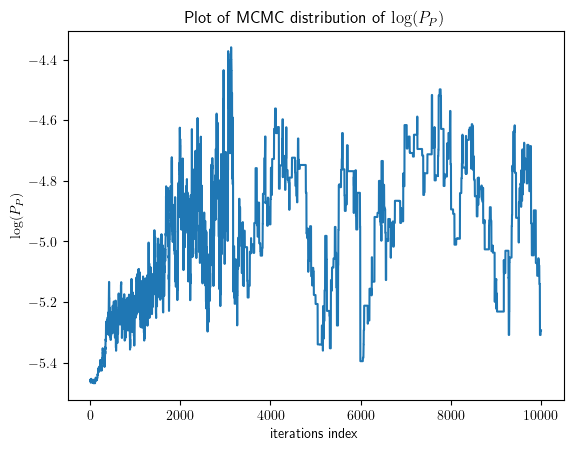 Plot of MCMC distribution of log(P_P)
log(P_P)
−4.4
−4.6
−4.8
−5.0
−5.2
−5.4
0 2000 4000 6000 8000 10000
iterations index